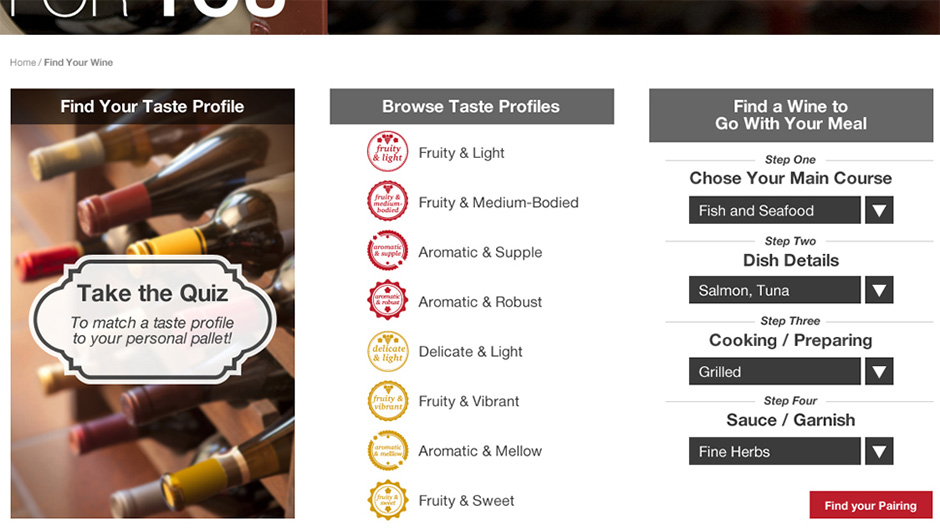 FOR YOU
Home / Find Your Wine
Find Your Taste Profile
Take the Quiz
To match a taste profile
to your personal pallet!
Browse Taste Profiles
fruity
& light
Fruity & Light
fruity &
medium-
bodied
Fruity & Medium-Bodied
aromatic
& supple
Aromatic & Supple
aromatic
& robust
Aromatic & Robust
delicate
& light
Delicate & Light
fruity &
vibrant
Fruity & Vibrant
aromatic
& mellow
Aromatic & Mellow
fruity &
sweet
Fruity & Sweet
Find a Wine to
Go With Your Meal
Step One
Chose Your Main Course
Fish and Seafood
Step Two
Dish Details
Salmon, Tuna
Step Three
Cooking / Preparing
Grilled
Step Four
Sauce / Garnish
Fine Herbs
Find your Pairing